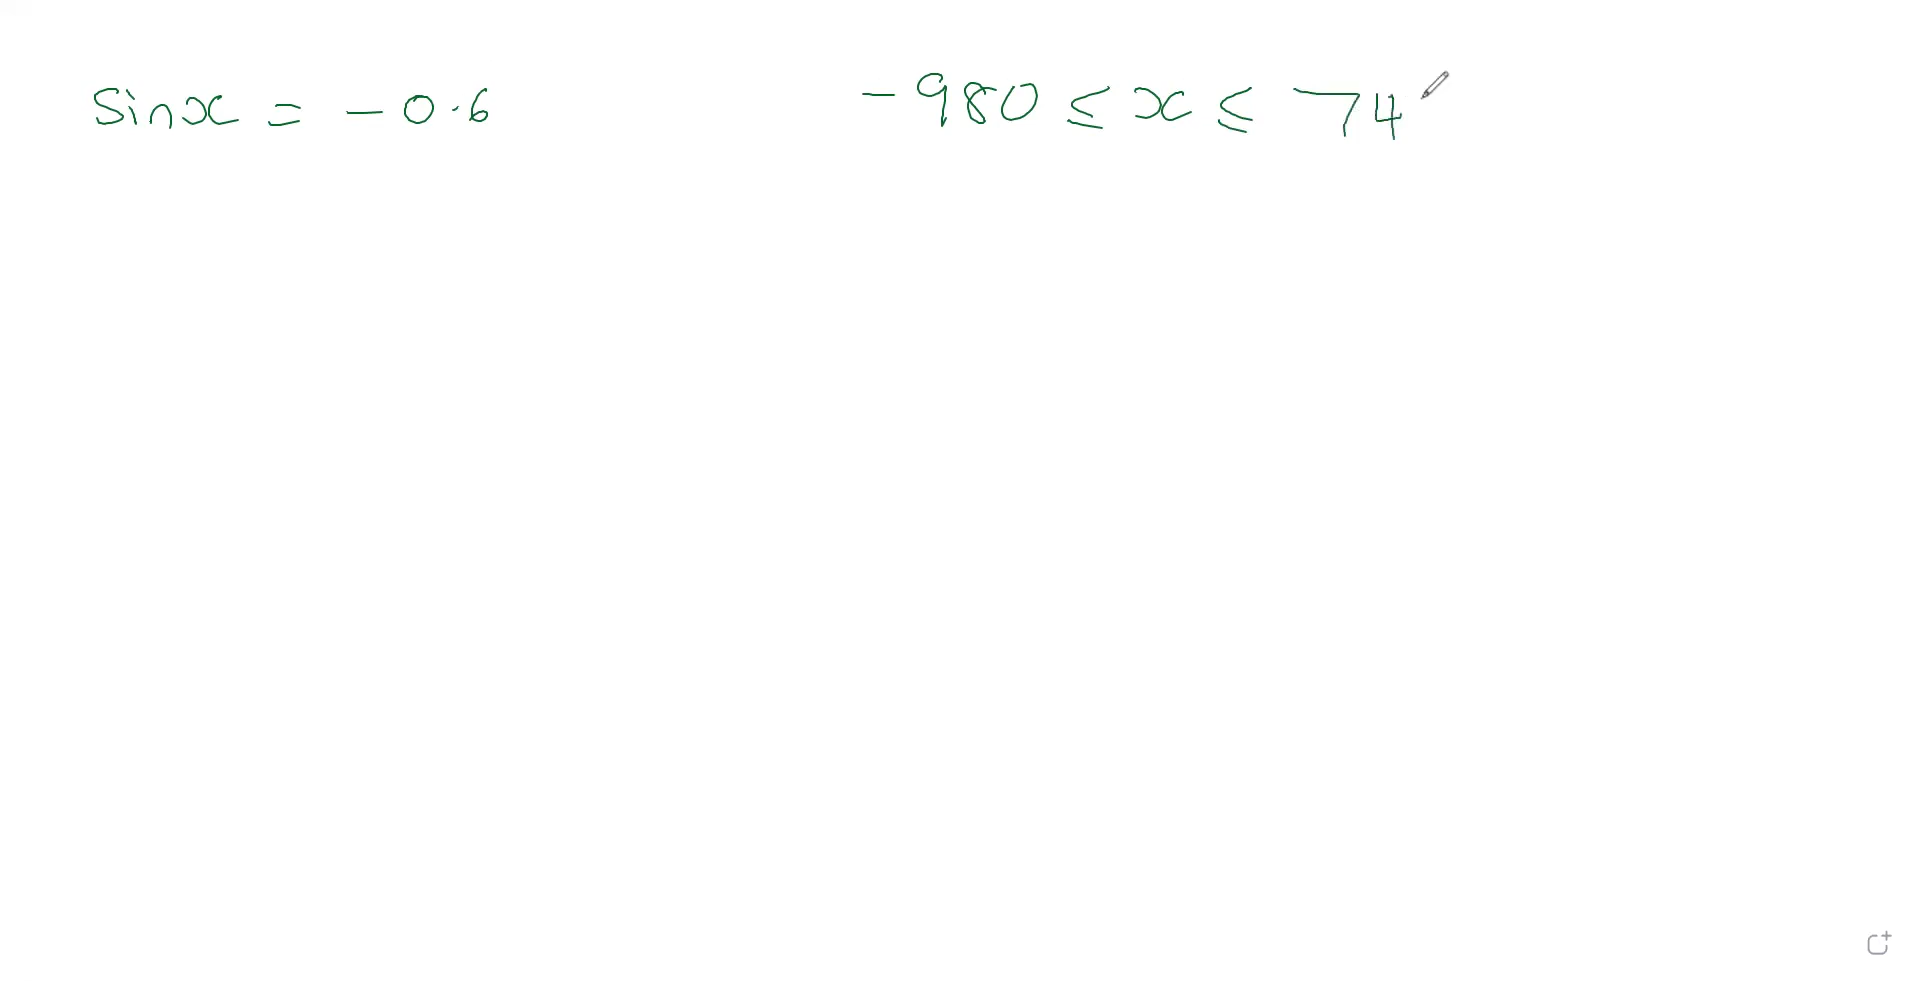 sinx = - 0.6 -980 ≤ x ≤ 74